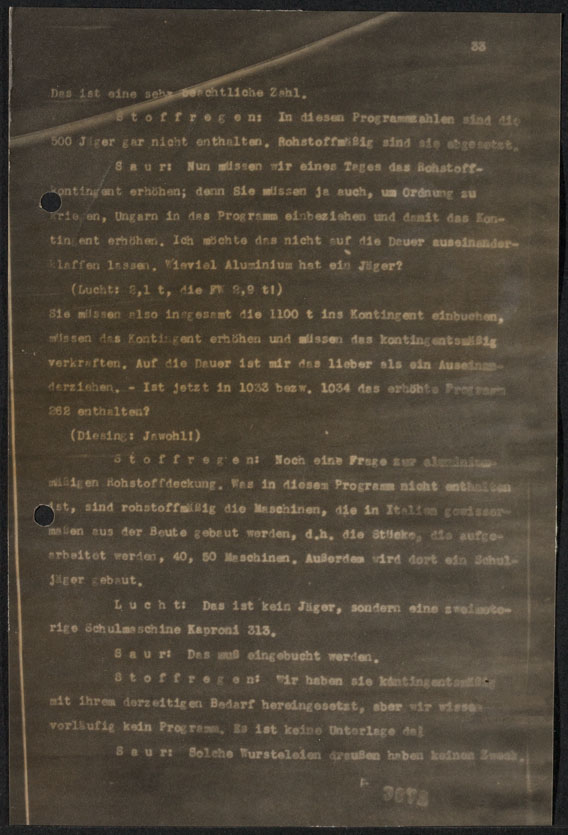 33
Das ist eine sehr beachtliche Zahl.
S t o f f r e g e n : In diesen Programmzahlen sind die
500 Jäger gar nicht enthalten. Rohstoffmäßig sind sie abgesetzt.
S a u r : Nun müssen wir eines Tages das Rohstoff-
kontingent erhöhen; denn Sie müssen ja auch, um Ordnung zu
kriegen, Ungarn in das Programm einbeziehen und damit das Kon-
tingent erhöhen. Ich möchte das nicht auf die Dauer auseinander-
klaffen lassen. Wieviel Aluminium hat ein Jäger?
(Lucht: 2,1 t, die FW 2,9 t!)
Sie müssen also insgesamt die 1100 t ins Kontingent einbuchen,
müssen das Kontingent erhöhen und müssen das kontingentsmäßig
verkraften. Auf die Dauer ist mir das lieber als ein Auseinan-
derziehen. - Ist jetzt in 1033 bezw. 1034 das erhöhte Programm
262 enthalten?
(Diesing: Jawohl!)
S t o f f r e g e n : Noch eine Frage zur aluminium-
mäßigen Rohstoffdeckung. Was in diesem Programm nicht enthalten
ist, sind rohstoffmäßig die Maschinen, die in Italien gewisser-
maßen aus der Beute gebaut werden, d.h. die Stücke, die aufge-
arbeitet werden, 40, 50 Maschinen. Außerdem wird dort ein Schul-
jäger gebaut.
L u c h t : Das ist kein Jäger, sondern eine zweimoto-
rige Schulmaschine Kaproni 313.
S a u r : Das muß eingebucht werden.
S t o f f r e g e n : Wir haben sie kontingentsmäßig
mit ihrem derzeitigen Bedarf hereingesetzt, aber wir wissen
vorläufig kein Programm. Es ist keine Unterlage da!
S a u r : Solche Wursteleien draußen haben keinen Zweck.